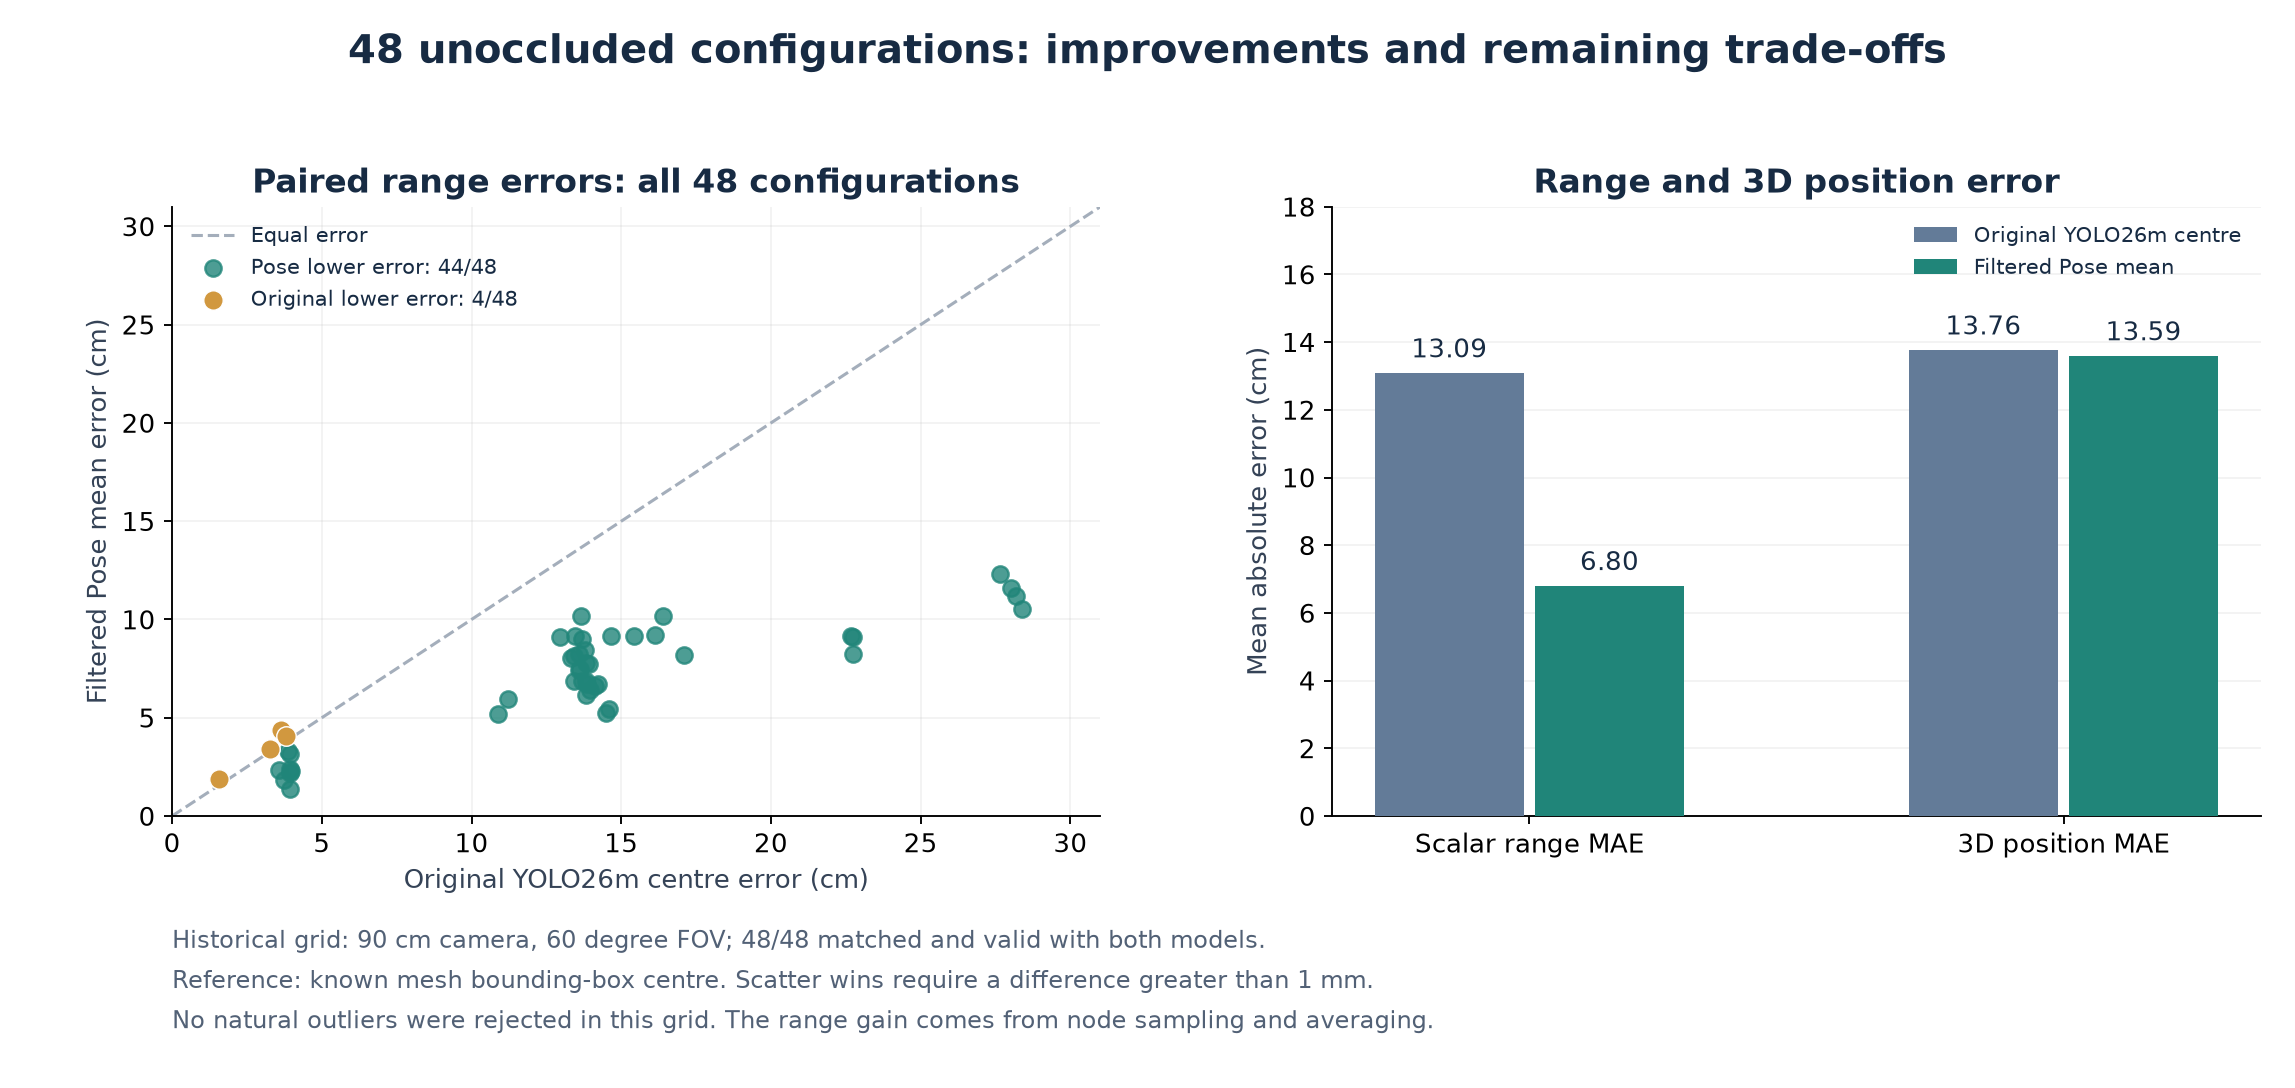 48 unoccluded configurations: improvements and remaining trade-offs
Paired range errors: all 48 configurations
Equal error
Pose lower error: 44/48
Original lower error: 4/48
Filtered Pose mean error (cm)
30
25
20
15
10
5
0
0 5 10 15 20 25 30
Original YOLO26m centre error (cm)
Range and 3D position error
Original YOLO26m centre
Filtered Pose mean
Mean absolute error (cm)
18
16
14
12
10
8
6
4
2
0
13.09
6.80
13.76
13.59
Scalar range MAE
3D position MAE
Historical grid: 90 cm camera, 60 degree FOV; 48/48 matched and valid with both models.
Reference: known mesh bounding-box centre. Scatter wins require a difference greater than 1 mm.
No natural outliers were rejected in this grid. The range gain comes from node sampling and averaging.